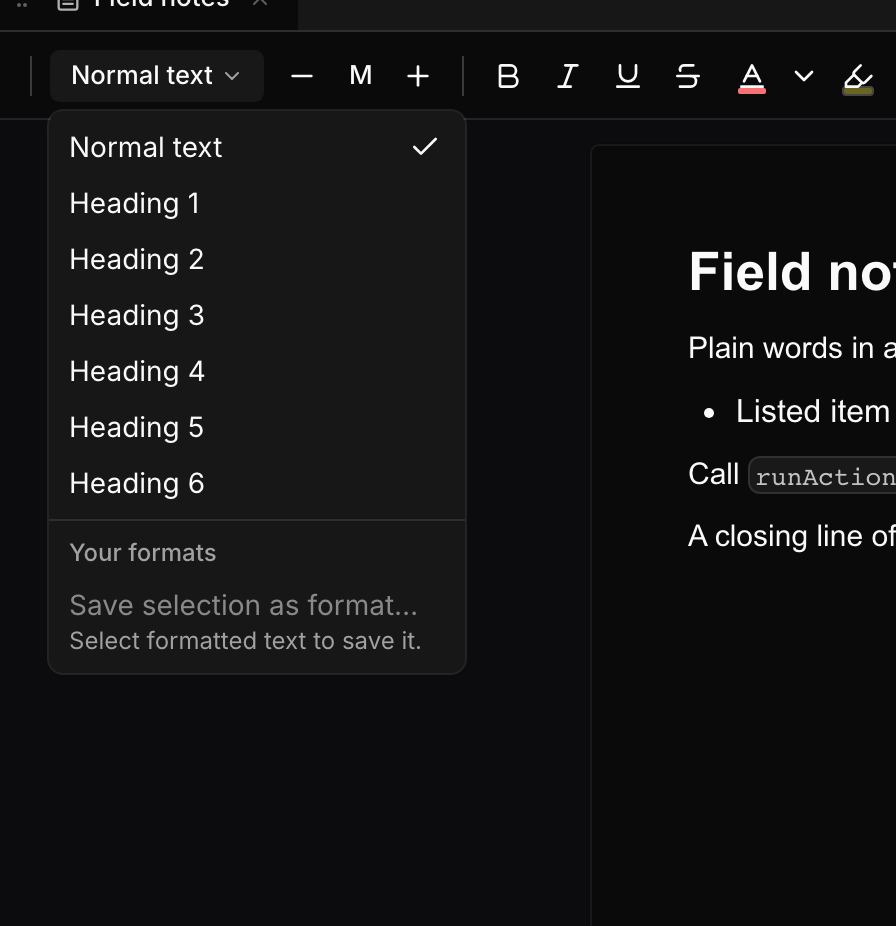 Field notes
Normal text
M
B I U S A
Normal text
Heading 1
Heading 2
Heading 3
Heading 4
Heading 5
Heading 6
Your formats
Save selection as format...
Select formatted text to save it.
Field no
Plain words in a
• Listed item
Call runAction
A closing line of